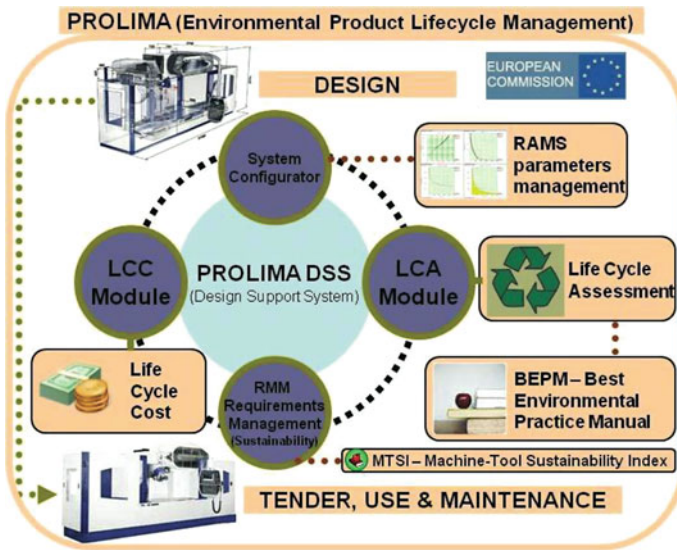 PROLIMA (Environmental Product Lifecycle Management)
EUROPEAN
COMMISSION
DESIGN
System
Configurator
RAMS
parameters
management
LCC
Module
PROLIMA DSS
(Design Support System)
LCA
Module
Life Cycle
Assessment
Life
Cycle
Cost
RMM
Requirements
Management
(Sustainability)
BEPM – Best
Environmental
Practice Manual
MTSI – Machine-Tool Sustainability Index
TENDER, USE & MAINTENANCE